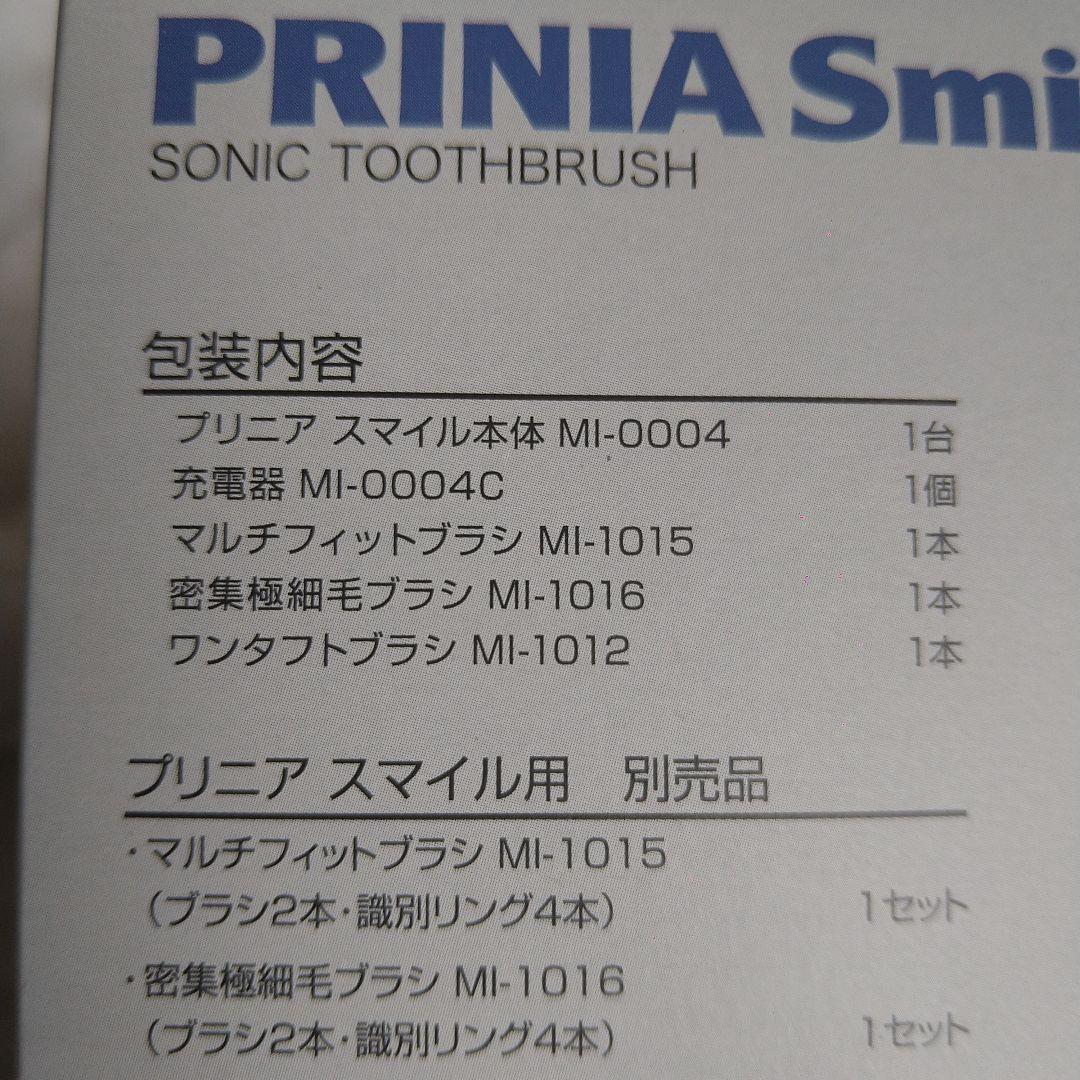 PRINIA Smi
SONIC TOOTHBRUSH
包装内容
プリニア スマイル本体 MI-0004 1台
充電器 MI-0004C 1個
マルチフィットブラシ MI-1015 1本
密集極細毛ブラシ MI-1016 1本
ワンタフトブラシ MI-1012 1本
プリニア スマイル用 別売品
・マルチフィットブラシ MI-1015
（ブラシ2本・識別リング4本） 1セット
・密集極細毛ブラシ MI-1016
（ブラシ2本・識別リング4本） 1セット